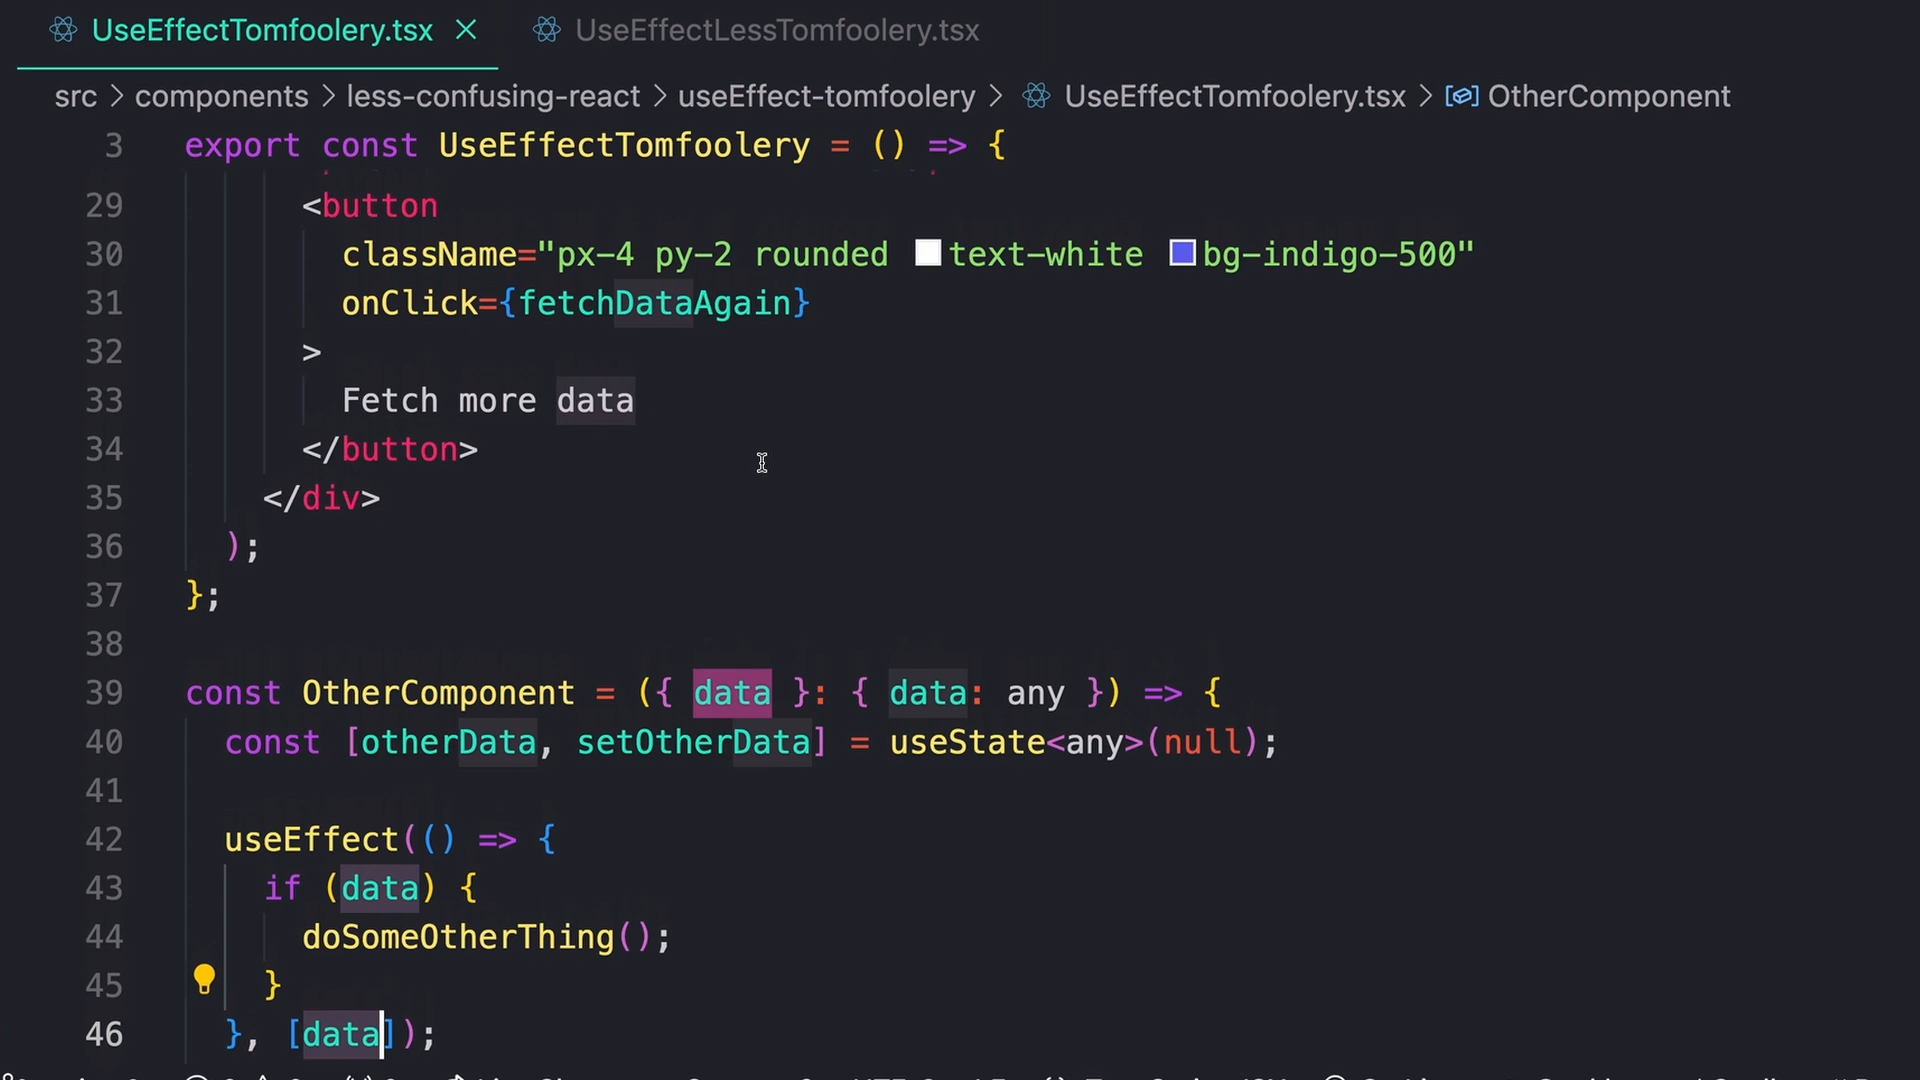 UseEffectTomfoolery.tsx UseEffectLessTomfoolery.tsx
src > components > less-confusing-react > useEffect-tomfoolery > UseEffectTomfoolery.tsx > OtherComponent
3 export const UseEffectTomfoolery = () => {
29 <button
30 className="px-4 py-2 rounded text-white bg-indigo-500"
31 onClick={fetchDataAgain}
32 >
33 Fetch more data
34 </button>
35 </div>
36 );
37 };
38
39 const OtherComponent = ({ data }: { data: any }) => {
40 const [otherData, setOtherData] = useState<any>(null);
41
42 useEffect(() => {
43 if (data) {
44 doSomeOtherThing();
45 }
46 }, [data]);